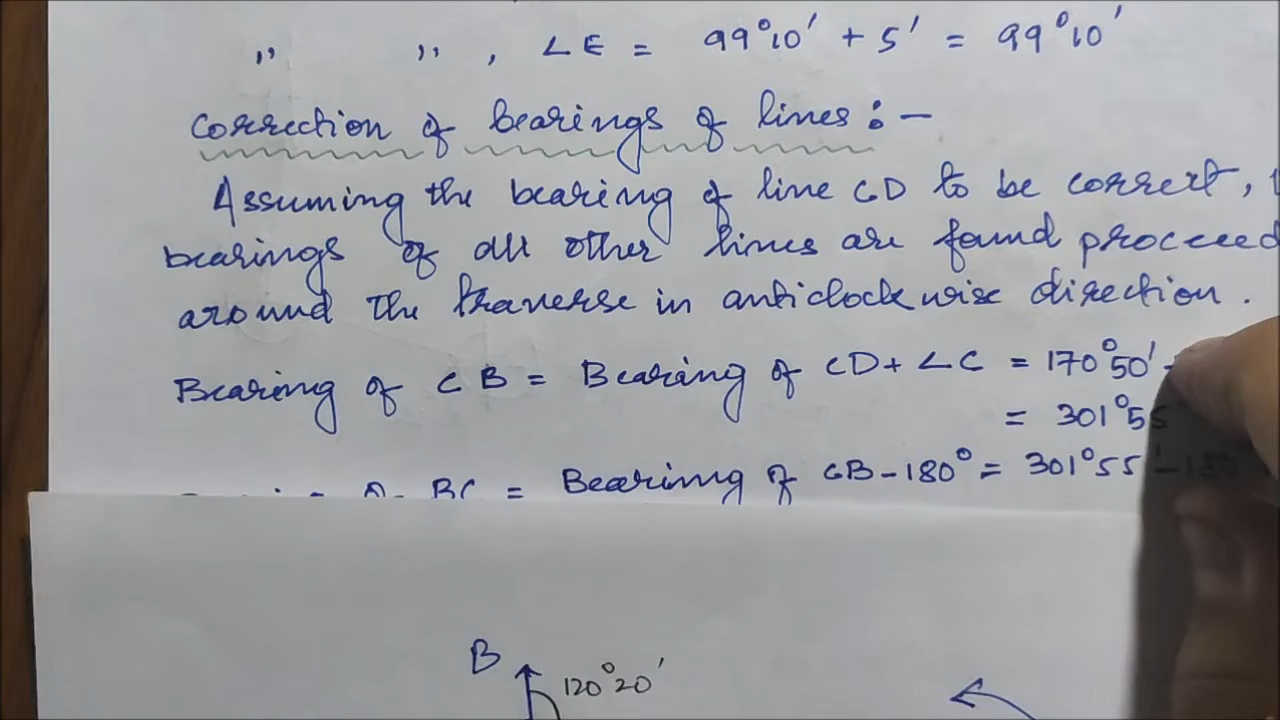 ,, ,, , ∠E = 99°10' + 5' = 99°10'
Correction of bearings of lines :-
Assuming the bearing of line CD to be correct,
bearings of all other lines are found proceed
around the traverse in anticlockwise direction.
Bearing of CB = Bearing of CD + ∠C = 170°50'
= 301°55
BC = Bearing of CB - 180° = 301°55' - 180
B
120°20'